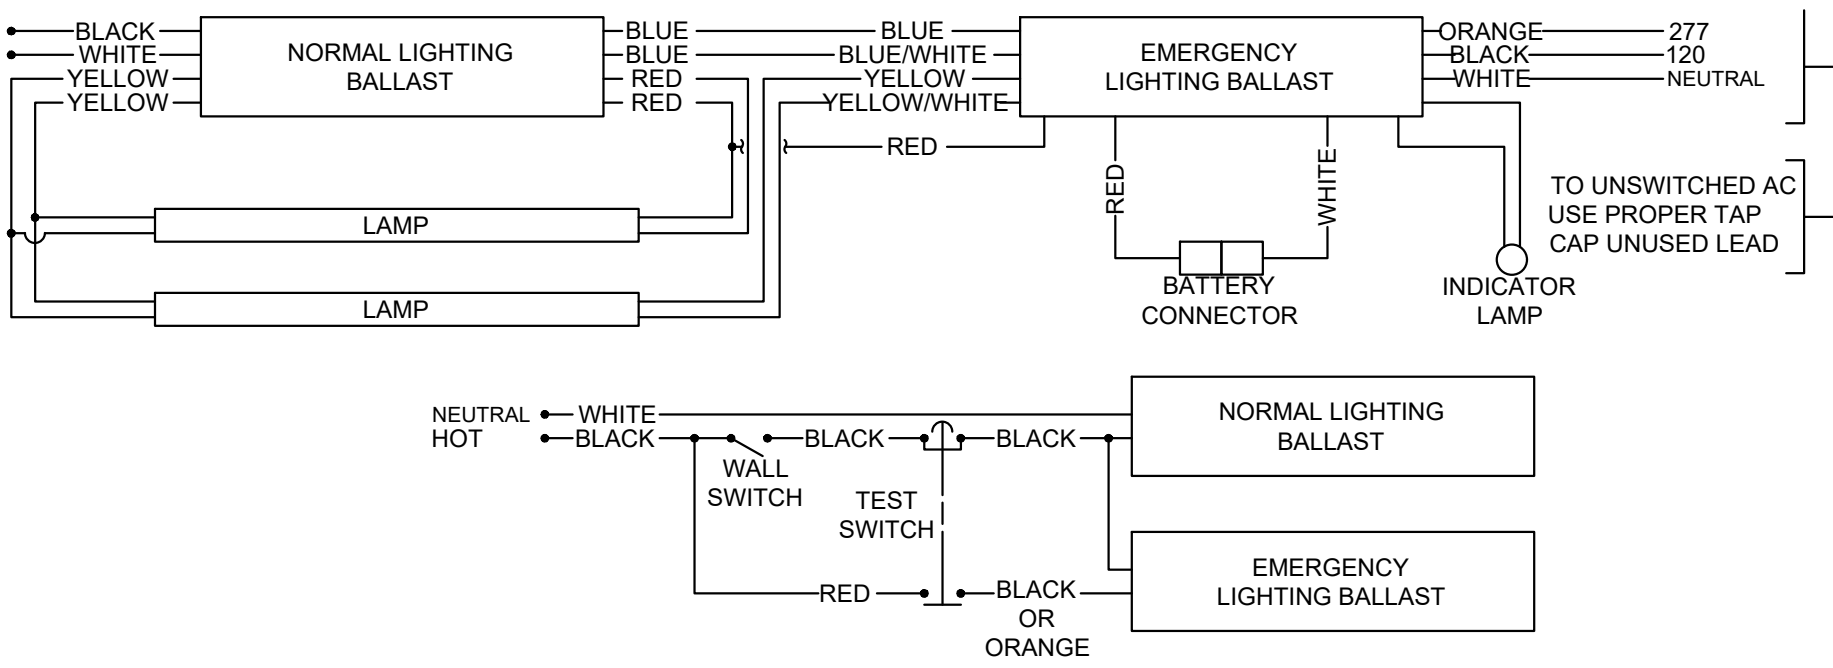 BLACK
WHITE
YELLOW
YELLOW
NORMAL LIGHTING
BALLAST
BLUE
BLUE
RED
RED
BLUE
BLUE/WHITE
YELLOW
YELLOW/WHITE
RED
EMERGENCY
LIGHTING BALLAST
ORANGE
BLACK
WHITE
277
120
NEUTRAL
RED
WHITE
BATTERY
CONNECTOR
INDICATOR
LAMP
TO UNSWITCHED AC
USE PROPER TAP
CAP UNUSED LEAD
LAMP
LAMP
NEUTRAL
HOT
WHITE
BLACK
WALL
SWITCH
BLACK
TEST
SWITCH
BLACK
RED
BLACK
OR
ORANGE
NORMAL LIGHTING
BALLAST
EMERGENCY
LIGHTING BALLAST